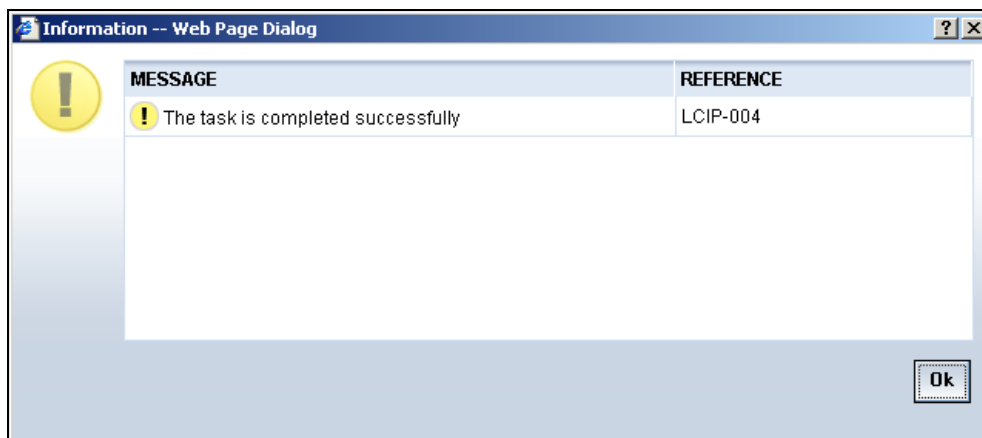 Information -- Web Page Dialog
MESSAGE REFERENCE
The task is completed successfully LCIP-004
Ok